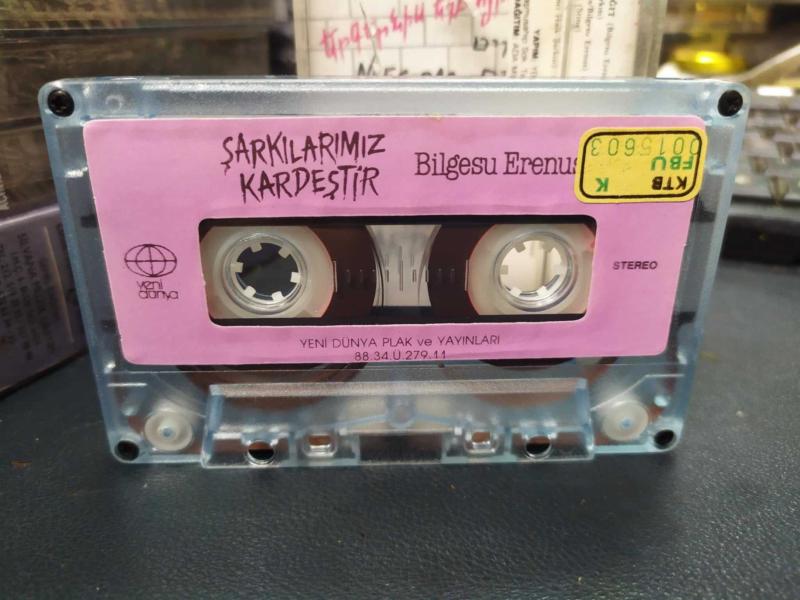 ŞARKILARIMIZ
KARDEŞTİR
Bilgesu Erenus
KTB
K
FBU
0015603
yeni
dünya
STEREO
YENİ DÜNYA PLAK ve YAYINLARI
88.34.Ü.279.11
YAPIM